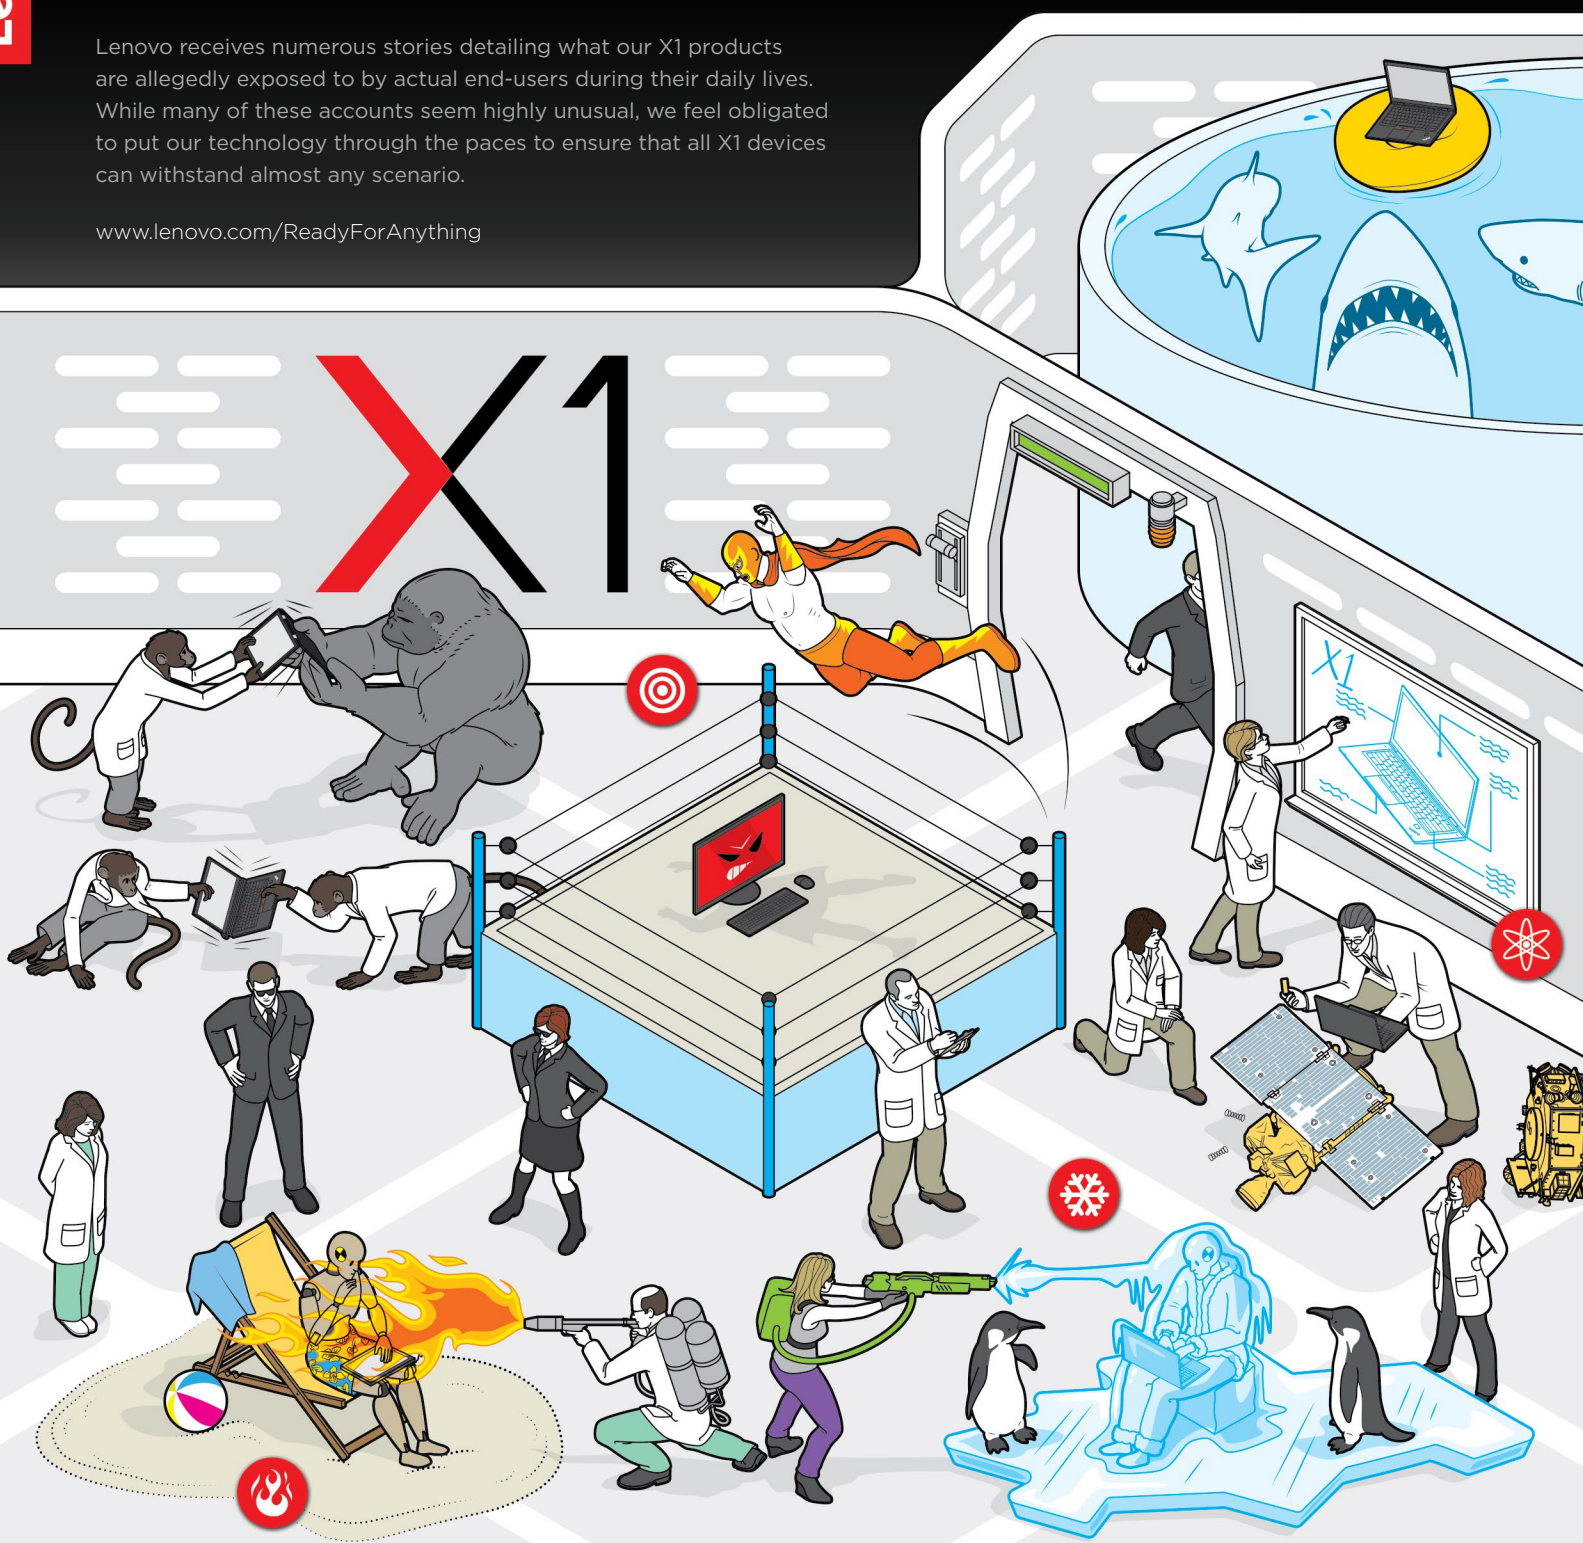 Lenovo receives numerous stories detailing what our X1 products
are allegedly exposed to by actual end-users during their daily lives.
While many of these accounts seem highly unusual, we feel obligated
to put our technology through the paces to ensure that all X1 devices
can withstand almost any scenario.
www.lenovo.com/ReadyForAnything
X1
X1